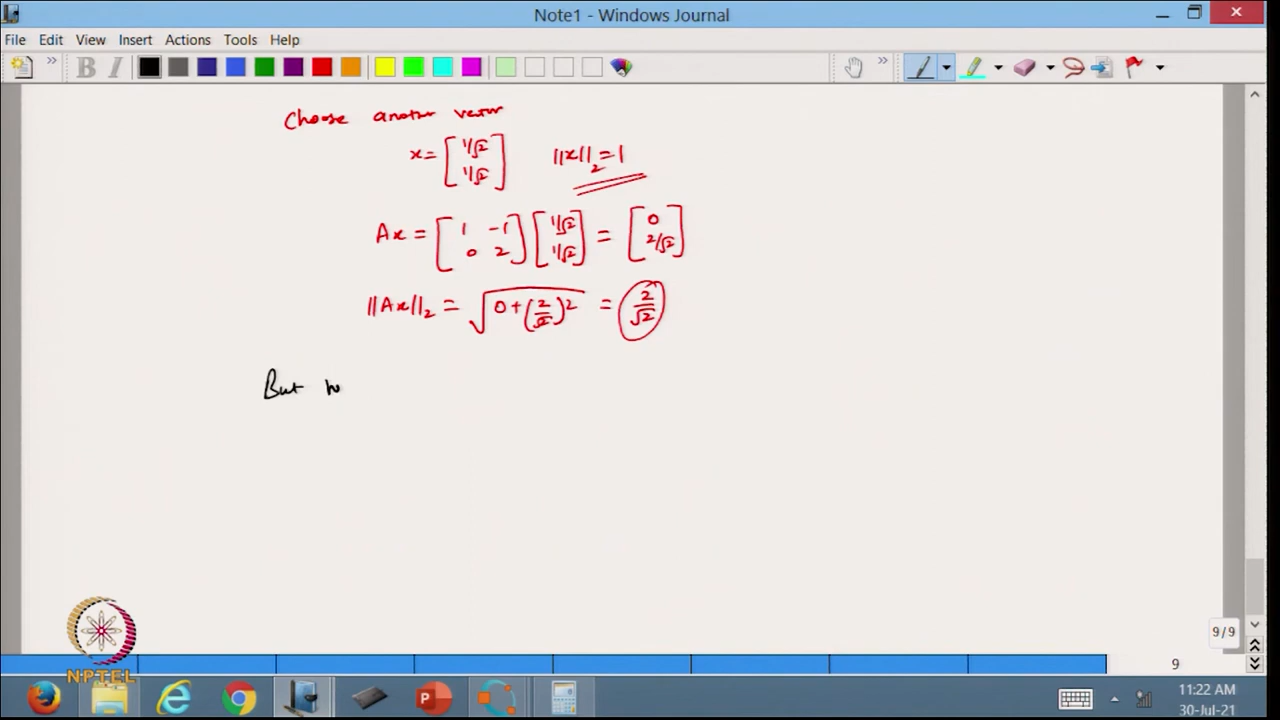 Note1 - Windows Journal
File Edit View Insert Actions Tools Help
B I
Choose another vector
x = [ 1/√2 1/√2 ] ||x||₂ = 1
Ax = [ 1 -1 0 2 ] [ 1/√2 1/√2 ] = [ 0 2/√2 ]
||Ax||₂ = √(0 + (2/√2)²) = 2/√2
But
9/9
9
NPTEL
11:22 AM
30-Jul-21